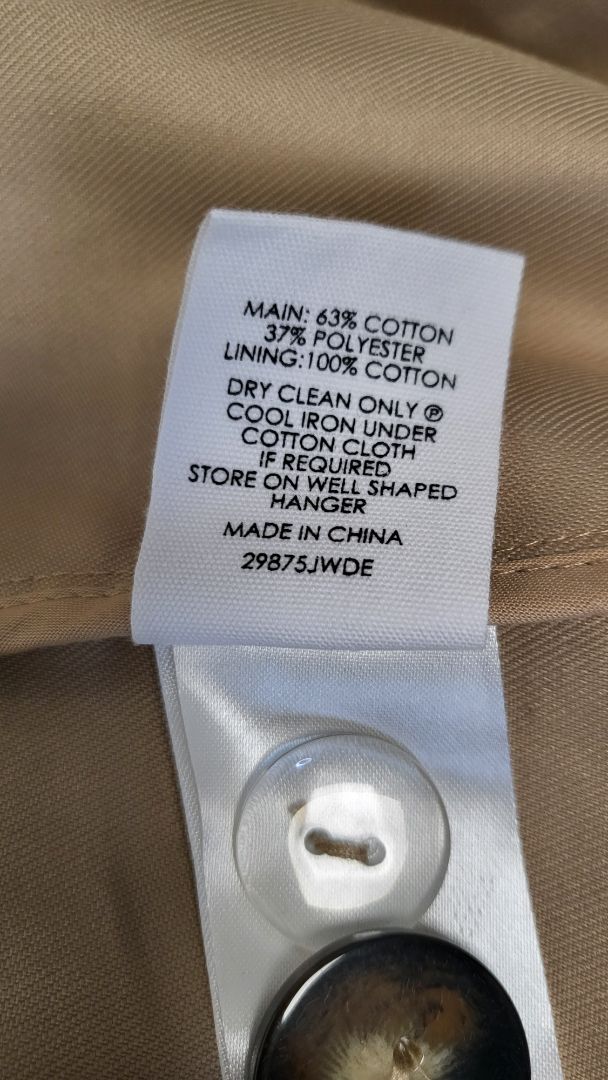 MAIN: 63% COTTON
37% POLYESTER
LINING:100% COTTON
DRY CLEAN ONLY Ⓟ
COOL IRON UNDER
COTTON CLOTH
IF REQUIRED
STORE ON WELL SHAPED
HANGER
MADE IN CHINA
29875JWDE